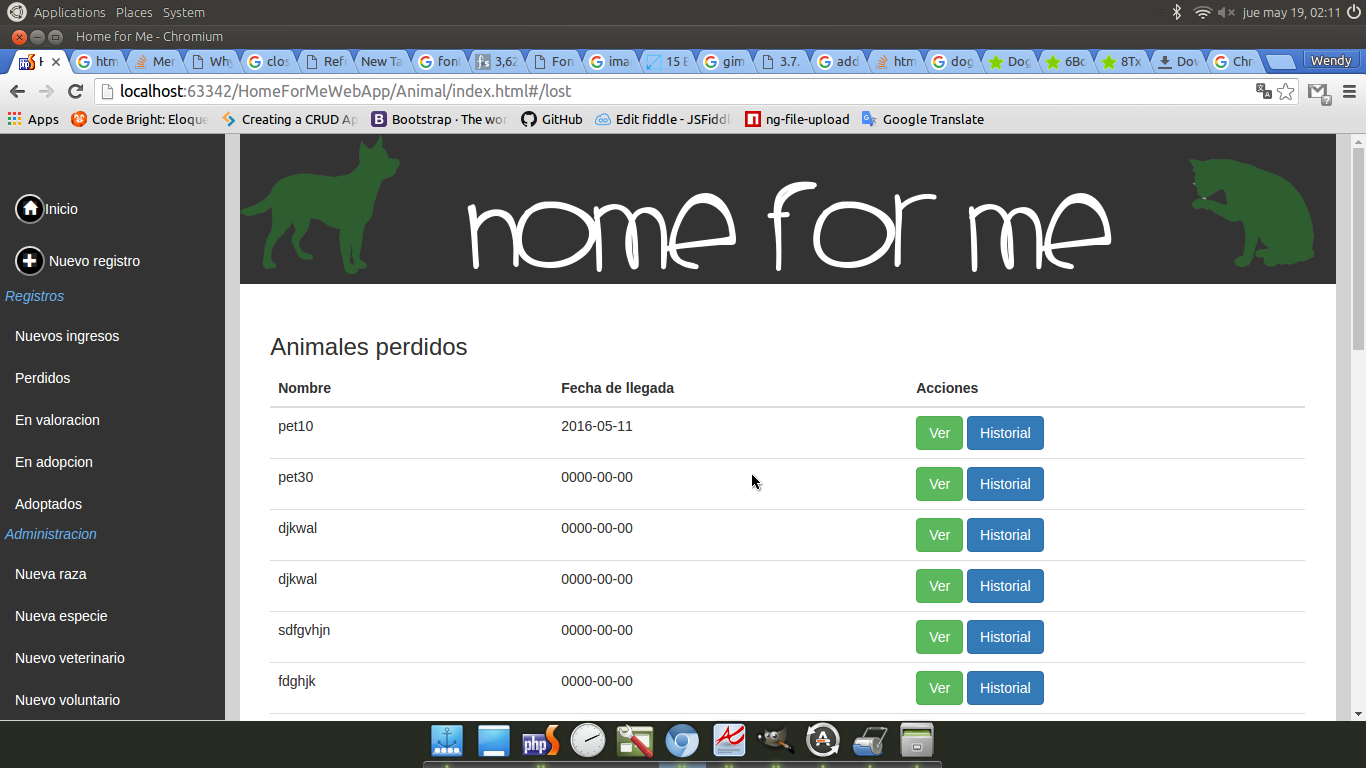 Applications Places System jue may 19, 02:11
Home for Me - Chromium
htm Mer Why clos Refr New Ta 3,62 Fon ima 15 E gim 3.7. add htm dog Dog 6Bc 8Tx Dov Chr Wendy
localhost:63342/HomeForMeWebApp/Animal/index.html#/lost
Apps Code Bright: Eloque Creating a CRUD Ap Bootstrap · The wor GitHub Edit fiddle - JSFiddl ng-file-upload Google Translate
home for me
Inicio
Nuevo registro
Registros
Nuevos ingresos
Perdidos
En valoracion
En adopcion
Adoptados
Administracion
Nueva raza
Nueva especie
Nuevo veterinario
Nuevo voluntario
Animales perdidos
Nombre Fecha de llegada Acciones
pet10 2016-05-11 Ver Historial
pet30 0000-00-00 Ver Historial
djkwal 0000-00-00 Ver Historial
djkwal 0000-00-00 Ver Historial
sdfgvhjn 0000-00-00 Ver Historial
fdghjk 0000-00-00 Ver Historial
php